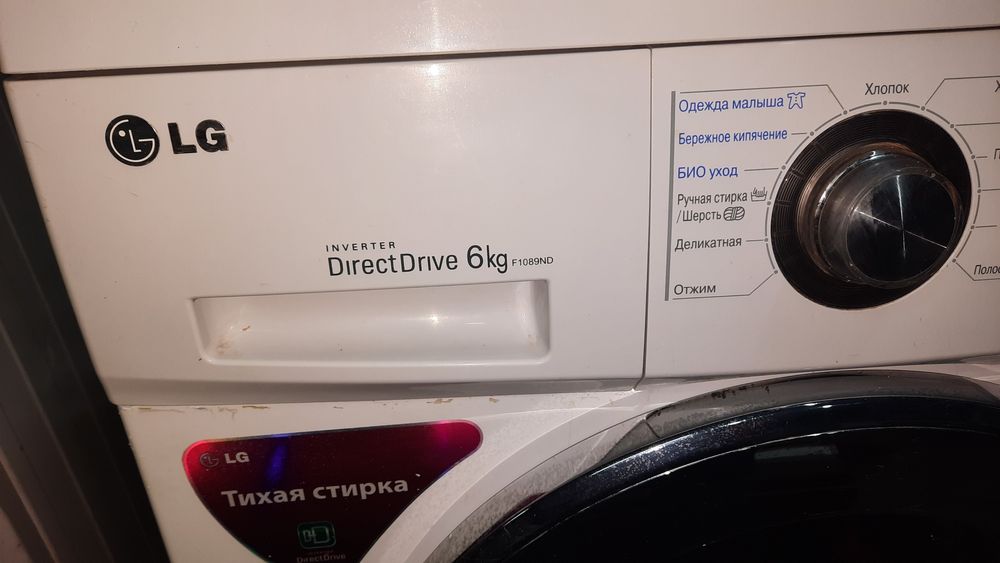 LG
INVERTER
DirectDrive 6kg F1089ND
Хлопок
Одежда малыша
Бережное кипячение
БИО уход
Ручная стирка
/Шерсть
Деликатная
Отжим
LG
Тихая стирка
DirectDrive